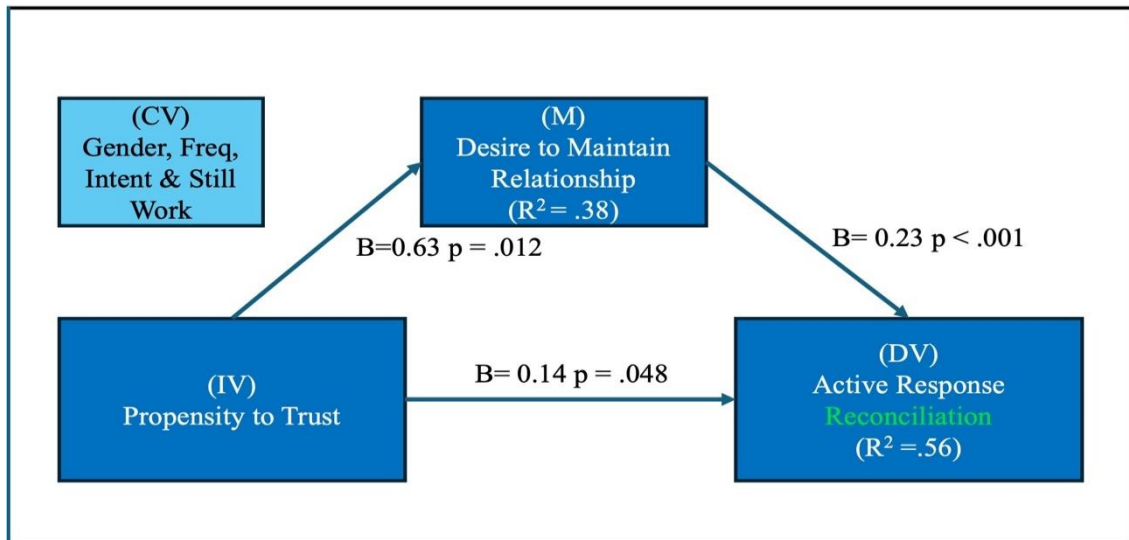 (CV)
Gender, Freq,
Intent & Still
Work
(M)
Desire to Maintain
Relationship
(R² = .38)
B=0.63 p = .012
B= 0.23 p < .001
(IV)
Propensity to Trust
B= 0.14 p = .048
(DV)
Active Response
Reconciliation
(R² =.56)